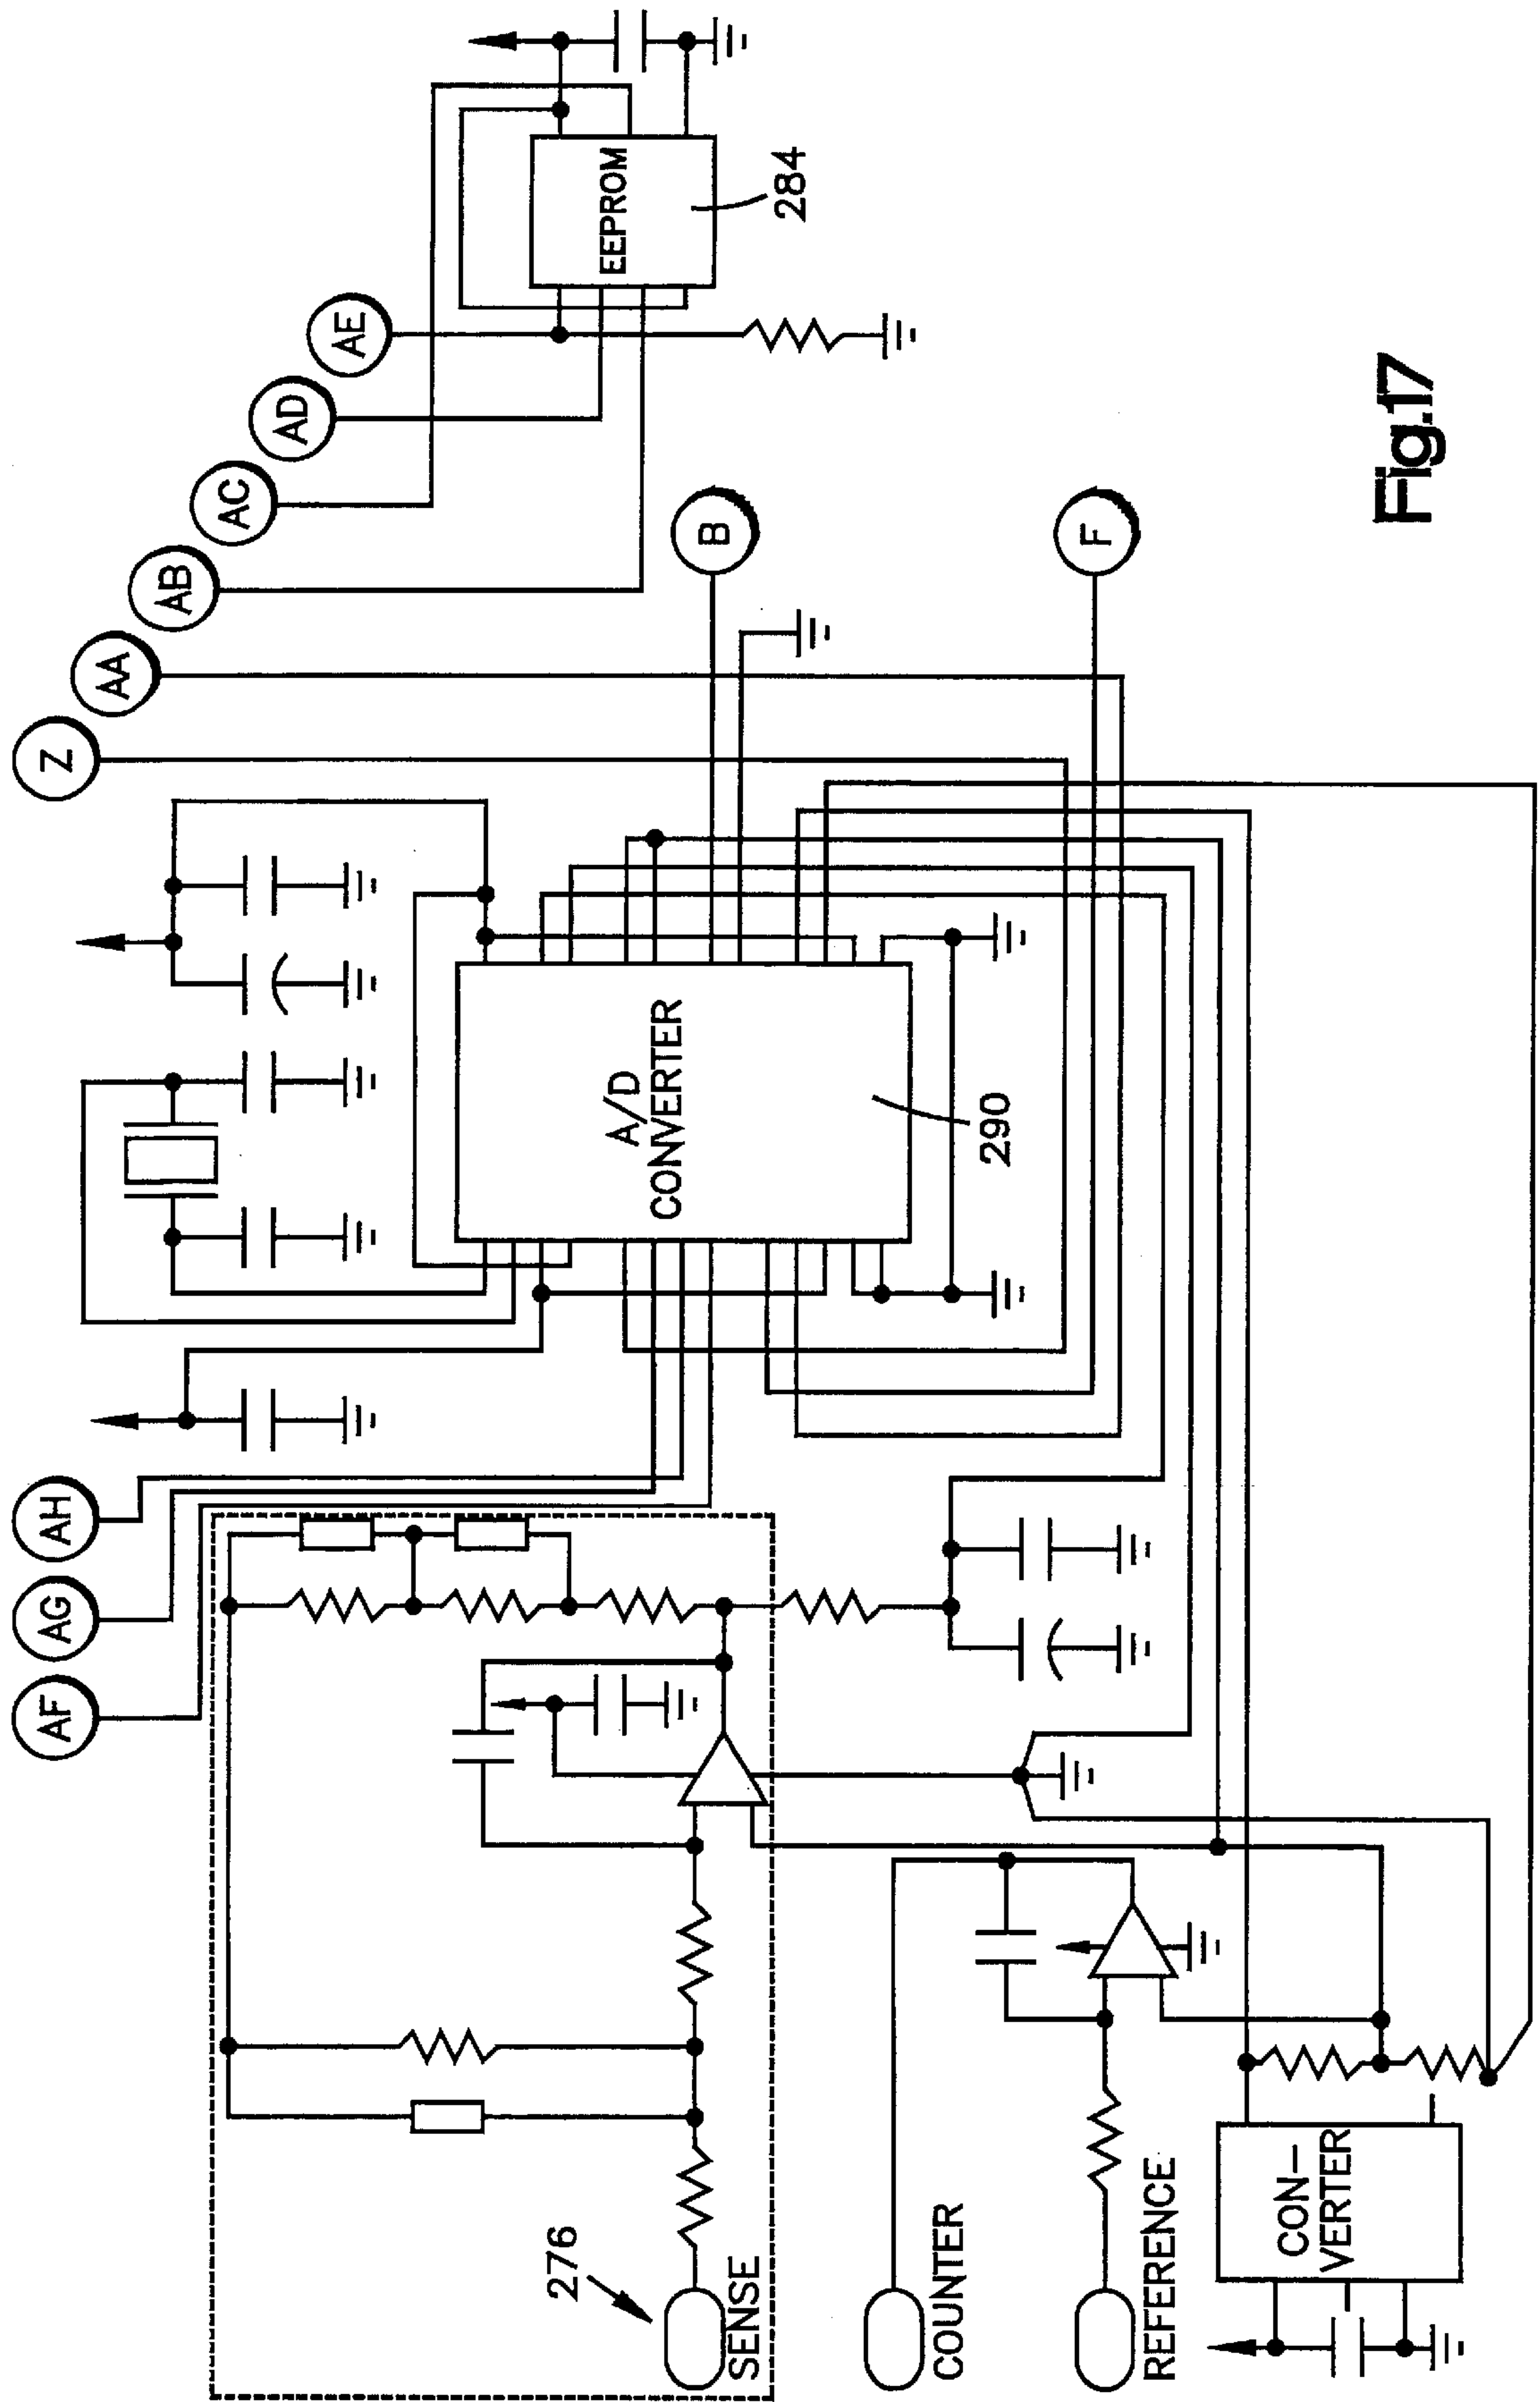 AF
AG
AH
Z
AA
AB
AC
AD
AE
EEPROM
284
B
F
A/D
CONVERTER
290
276
SENSE
COUNTER
REFERENCE
CON-
VERTER
Fig.17